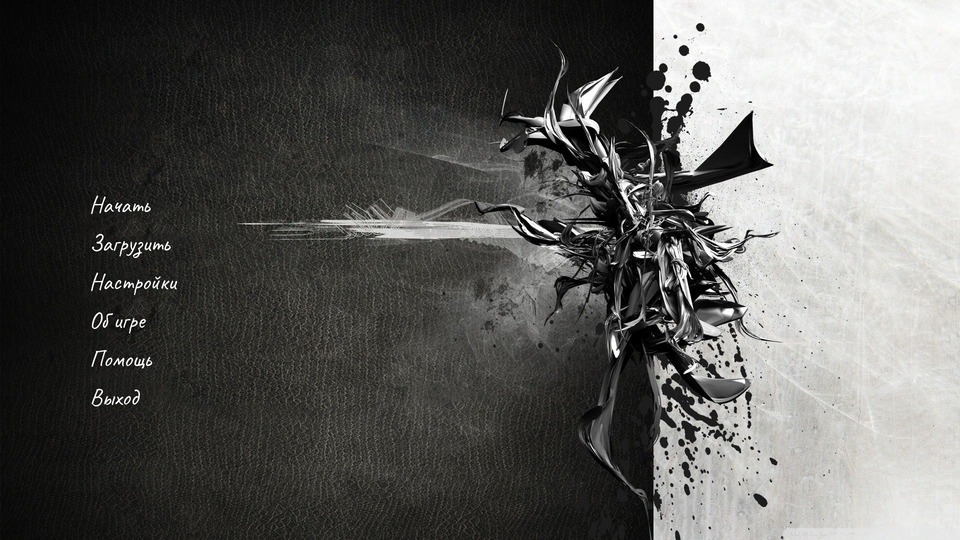 Начать
Загрузить
Настройки
Об игре
Помощь
Выход